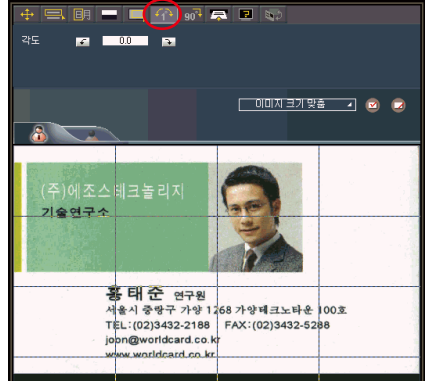 90°
각도 0.0
이미지 크기 맞춤
(주)에조스테크놀리지
기술연구소
홍태순 연구원
서울시 중랑구 가양 1268 가양테크노타운 100호
TEL:(02)3432-2188 FAX:(02)3432-5288
joon@worldcard.co.kr
www.worldcard.co.kr